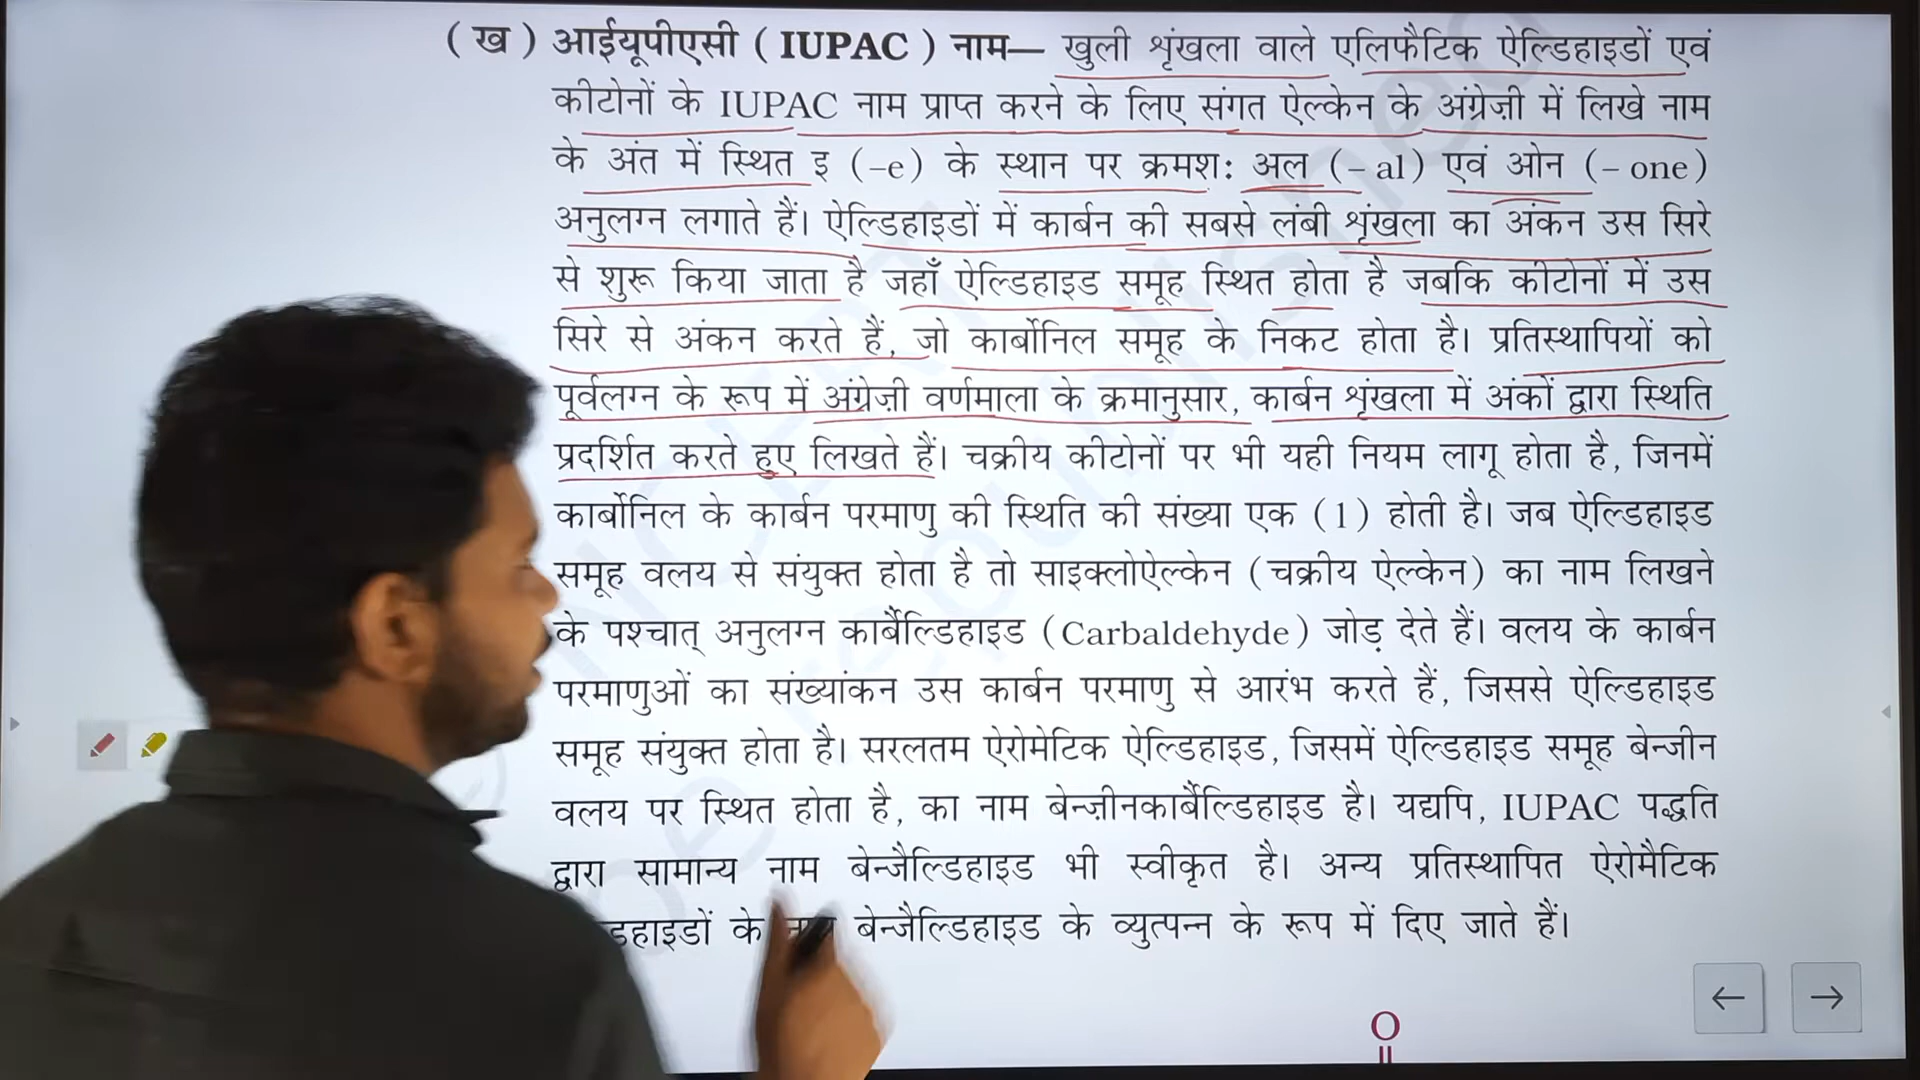 ( ख ) आईयूपीएसी ( IUPAC ) नाम— खुली शृंखला वाले एलिफैटिक ऐल्डिहाइडों एवं
कीटोनों के IUPAC नाम प्राप्त करने के लिए संगत ऐल्केन के अंग्रेज़ी में लिखे नाम
के अंत में स्थित इ (–e) के स्थान पर क्रमश: अल (– al) एवं ओन (– one)
अनुलग्न लगाते हैं। ऐल्डिहाइडों में कार्बन की सबसे लंबी शृंखला का अंकन उस सिरे
से शुरू किया जाता है जहाँ ऐल्डिहाइड समूह स्थित होता है जबकि कीटोनों में उस
सिरे से अंकन करते हैं, जो कार्बोनिल समूह के निकट होता है। प्रतिस्थापियों को
पूर्वलग्न के रूप में अंग्रेज़ी वर्णमाला के क्रमानुसार, कार्बन शृंखला में अंकों द्वारा स्थिति
प्रदर्शित करते हुए लिखते हैं। चक्रीय कीटोनों पर भी यही नियम लागू होता है, जिनमें
कार्बोनिल के कार्बन परमाणु की स्थिति की संख्या एक (1) होती है। जब ऐल्डिहाइड
समूह वलय से संयुक्त होता है तो साइक्लोऐल्केन (चक्रीय ऐल्केन) का नाम लिखने
के पश्चात् अनुलग्न कार्बैल्डिहाइड (Carbaldehyde) जोड़ देते हैं। वलय के कार्बन
परमाणुओं का संख्यांकन उस कार्बन परमाणु से आरंभ करते हैं, जिससे ऐल्डिहाइड
समूह संयुक्त होता है। सरलतम ऐरोमेटिक ऐल्डिहाइड, जिसमें ऐल्डिहाइड समूह बेन्जीन
वलय पर स्थित होता है, का नाम बेन्ज़ीनकार्बैल्डिहाइड है। यद्यपि, IUPAC पद्धति
द्वारा सामान्य नाम बेन्जैल्डिहाइड भी स्वीकृत है। अन्य प्रतिस्थापित ऐरोमैटिक
डहाइडों के बेन्जैल्डिहाइड के व्युत्पन्न के रूप में दिए जाते हैं।
O